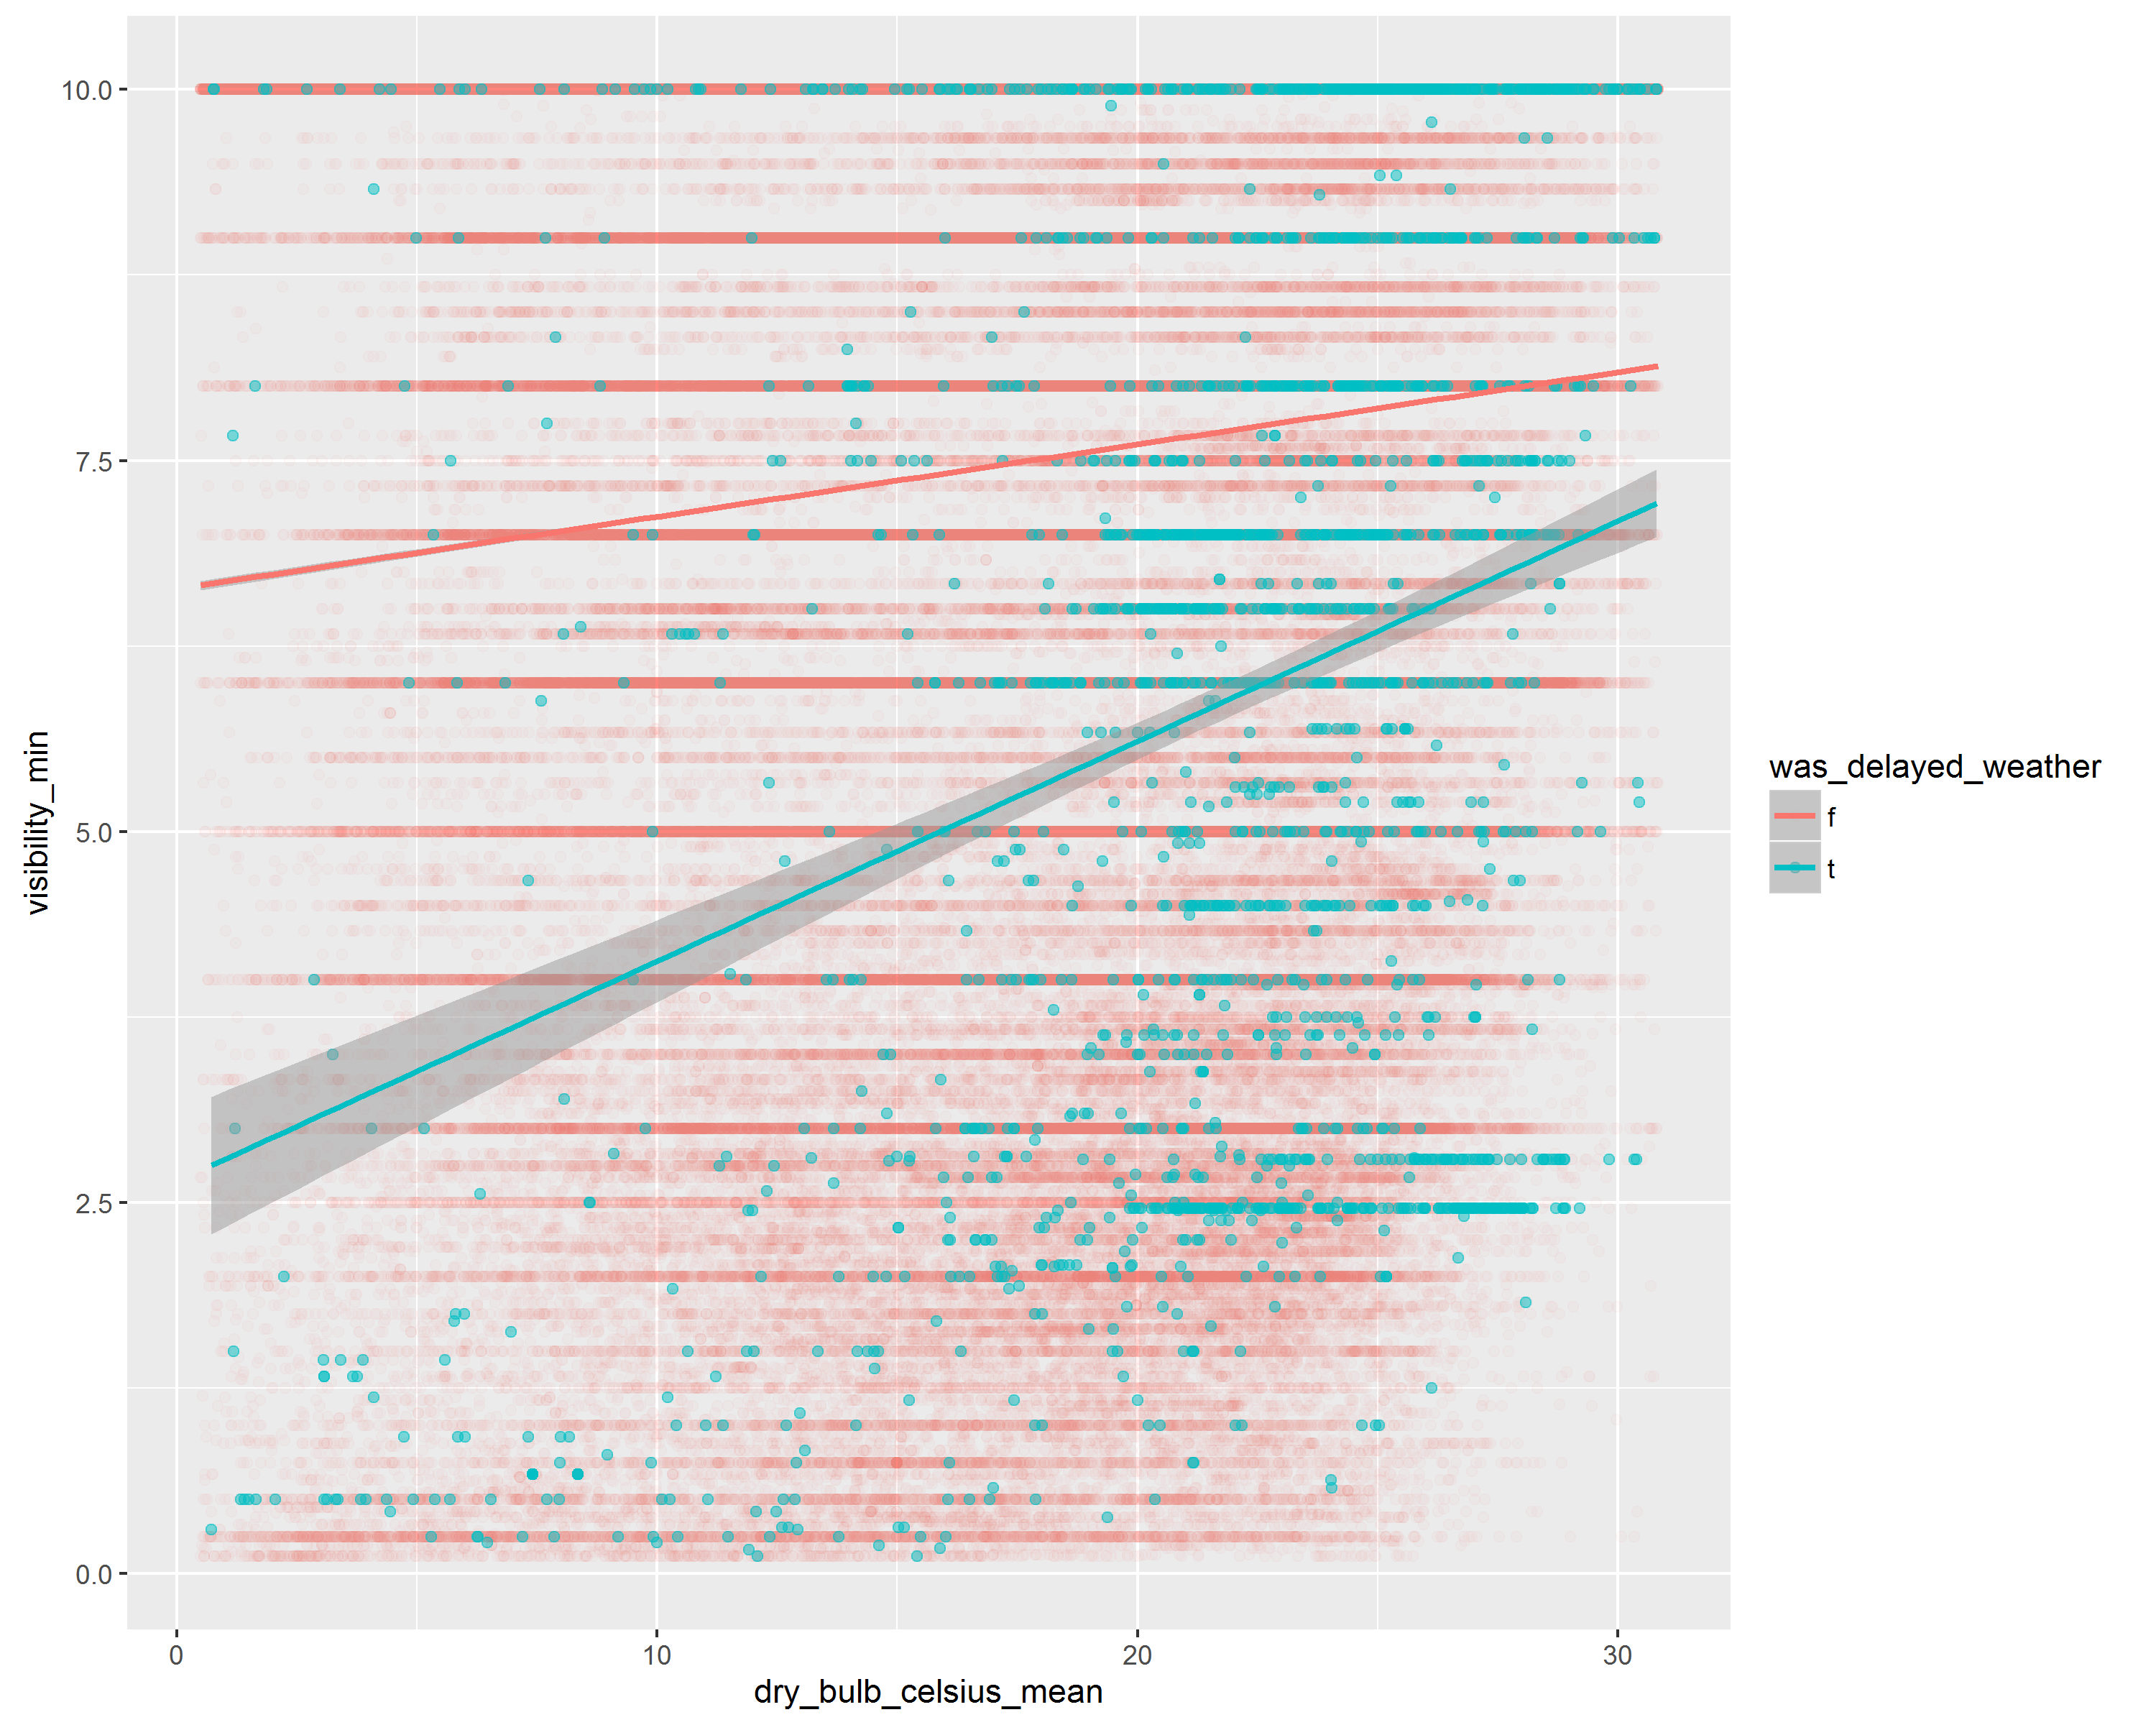 10.0
7.5
5.0
2.5
0.0
visibility_min
0 10 20 30
dry_bulb_celsius_mean
was_delayed_weather
f
t